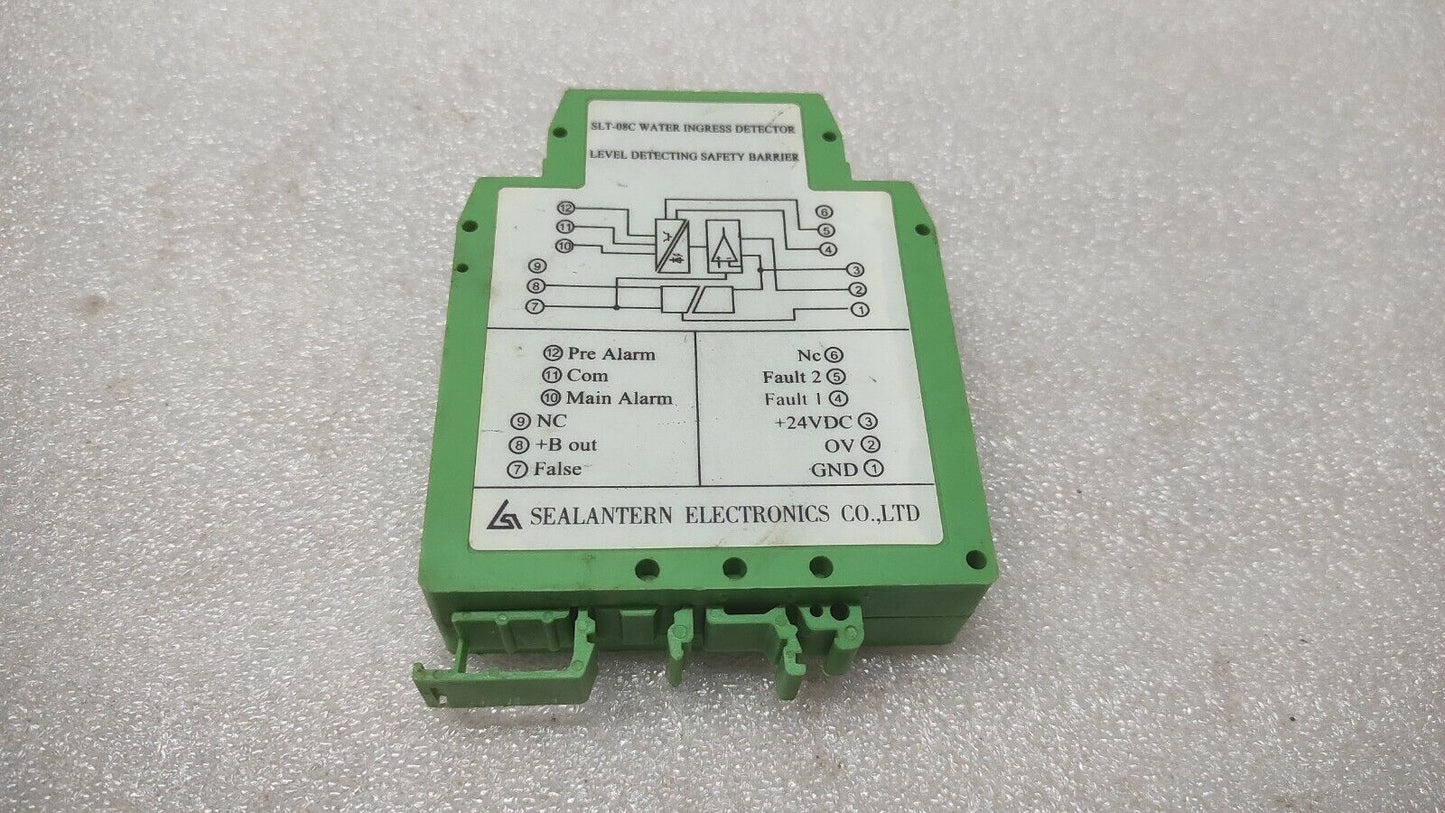 SLT-08C WATER INGRESS DETECTOR
LEVEL DETECTING SAFETY BARRIER
12 6
11 5
10 4
9 3
8 2
7 1
12 Pre Alarm Nc 6
11 Com Fault 2 5
10 Main Alarm Fault 1 4
9 NC +24VDC 3
8 +B out OV 2
7 False GND 1
SEALANTERN ELECTRONICS CO.,LTD